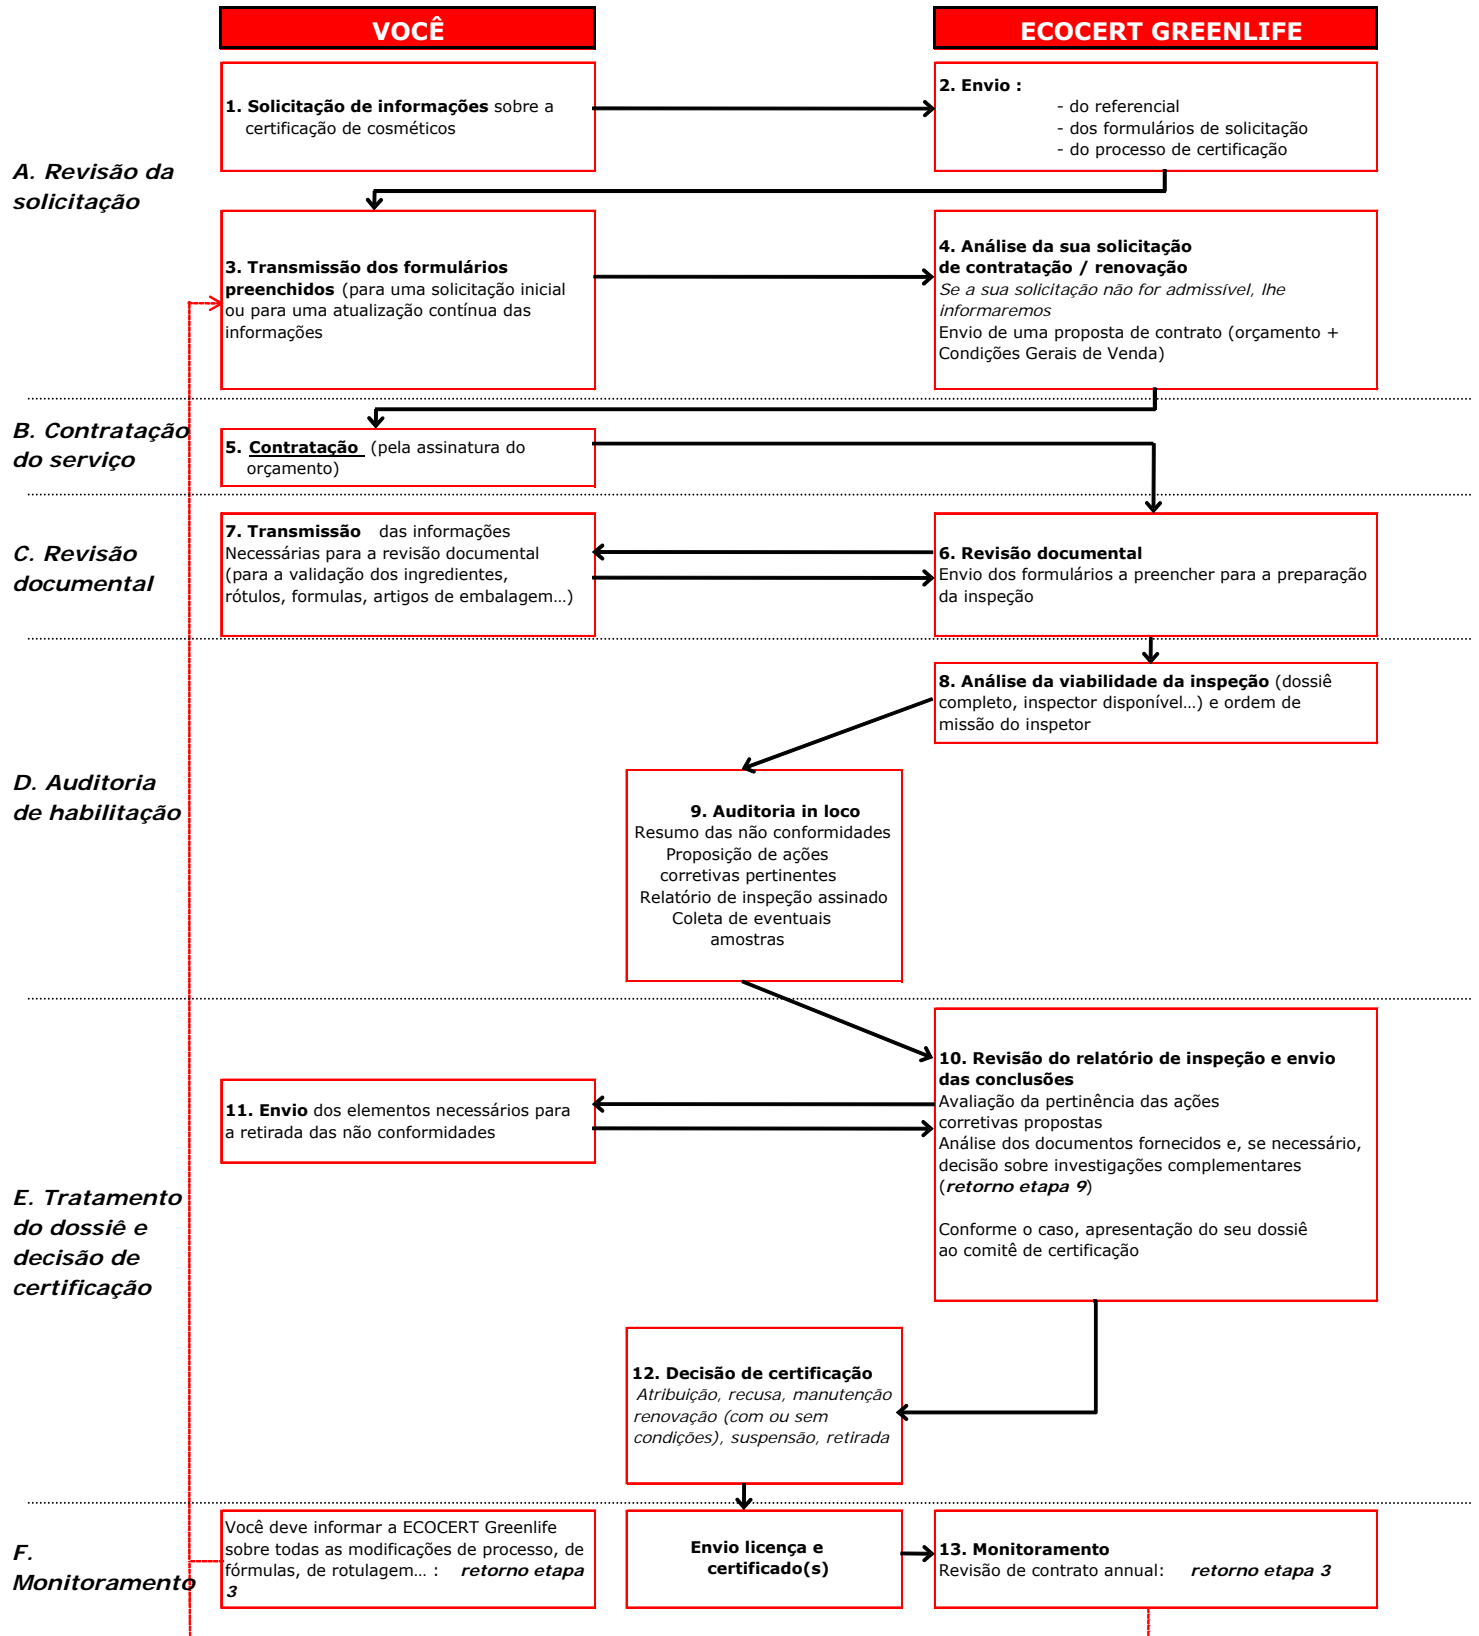 VOCÊ
ECOCERT GREENLIFE
A. Revisão da
solicitação
1. Solicitação de informações sobre a
certificação de cosméticos
2. Envio :
- do referencial
- dos formulários de solicitação
- do processo de certificação
3. Transmissão dos formulários
preenchidos (para uma solicitação inicial
ou para uma atualização contínua das
informações
4. Análise da sua solicitação
de contratação / renovação
Se a sua solicitação não for admissível, lhe
informaremos
Envio de uma proposta de contrato (orçamento +
Condições Gerais de Venda)
B. Contratação
do serviço
5. Contratação (pela assinatura do
orçamento)
C. Revisão
documental
7. Transmissão das informações
Necessárias para a revisão documental
(para a validação dos ingredientes,
rótulos, formulas, artigos de embalagem…)
6. Revisão documental
Envio dos formulários a preencher para a preparação
da inspeção
D. Auditoria
de habilitação
8. Análise da viabilidade da inspeção (dossiê
completo, inspector disponível…) e ordem de
missão do inspetor
9. Auditoria in loco
Resumo das não conformidades
Proposição de ações
corretivas pertinentes
Relatório de inspeção assinado
Coleta de eventuais
amostras
E. Tratamento
do dossiê e
decisão de
certificação
10. Revisão do relatório de inspeção e envio
das conclusões
Avaliação da pertinência das ações
corretivas propostas
Análise dos documentos fornecidos e, se necessário,
decisão sobre investigações complementares
(retorno etapa 9)
Conforme o caso, apresentação do seu dossiê
ao comitê de certificação
11. Envio dos elementos necessários para
a retirada das não conformidades
12. Decisão de certificação
Atribuição, recusa, manutenção
renovação (com ou sem
condições), suspensão, retirada
F.
Monitoramento
Você deve informar a ECOCERT Greenlife
sobre todas as modificações de processo, de
fórmulas, de rotulagem… : retorno etapa
3
Envio licença e
certificado(s)
13. Monitoramento
Revisão de contrato annual: retorno etapa 3